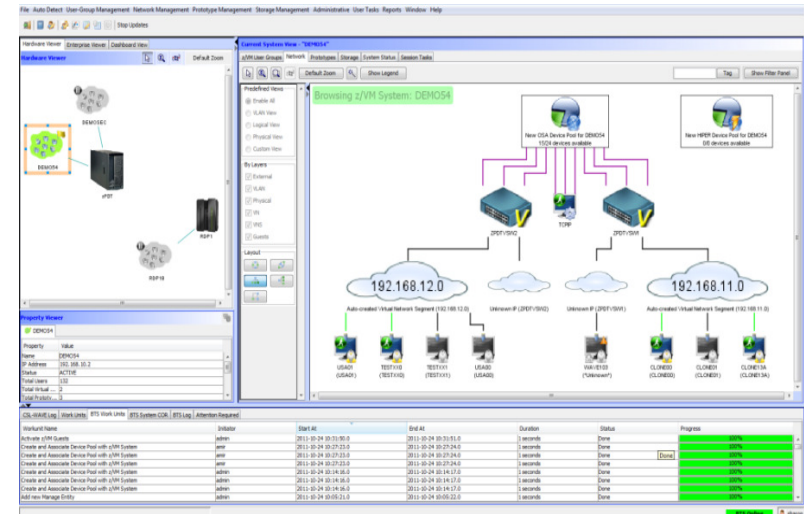 File Auto Detect User-Group Management Network Management Prototype Management Storage Management Administrative User Tasks Reports Window Help
Stop Updates
Hardware Viewer Enterprise Viewer Dashboard View
Hardware Viewer
Default Zoom
DEMO54
zPDT
Property Viewer
DEMO54
Property Value
Name DEMO54
IP Address 192.168.10.2
Status ACTIVE
Total Users 132
Total Virtual ... 2
Total Prototy... 2
Current System View - "DEMO54"
z/VM User Groups Network Prototypes Storage System Status Session Tasks
Default Zoom Show Legend Tag Show Filter Panel
Predefined Views
Enable All
VLAN View
Logical View
Physical View
Custom View
By Layers
External
VLAN
Physical
VN
VNS
Guests
Layout
Browsing z/VM System: DEMO54
New OSA Device Pool for DEMO54
New HIPER Device Pool for DEMO54
0/0 devices available
ZPDTVSW2
TCPIP
ZPDTVSW1
192.168.12.0
192.168.11.0
Auto-created Virtual Network Segment (192.168.12.0)
Unknown IP (ZPDTVSW2)
Unknown IP (ZPDTVSW1)
Auto-created Virtual Network Segment (192.168.11.0)
USA01 TESTXX0 TESTXX1 USA00 CLONE00 CLONE01 CLONE13A
(USA01) (TESTXX0) (TESTXX1) (USA00) (*Unknown*) (CLONE00) (CLONE01) (CLONE13A)
CSL-WAVE Log Work Units BTS Work Units BTS System COR BTS Log Attention Required
Workunit Name Initiator Start At End At Duration Status Progress
Activate z/VM Guests admin 2011-10-24 10:31:50.0 2011-10-24 10:31:51.0 1 seconds Done 100%
Create and Associate Device Pool with z/VM System amir 2011-10-24 10:27:23.0 2011-10-24 10:27:24.0 1 seconds Done 100%
Create and Associate Device Pool with z/VM System amir 2011-10-24 10:27:23.0 2011-10-24 10:27:24.0 1 seconds Done Done 100%
Create and Associate Device Pool with z/VM System amir 2011-10-24 10:27:23.0 2011-10-24 10:27:24.0 1 seconds Done 100%
Create and Associate Device Pool with z/VM System admin 2011-10-24 10:14:16.0 2011-10-24 10:14:17.0 1 seconds Done 100%
Create and Associate Device Pool with z/VM System admin 2011-10-24 10:14:16.0 2011-10-24 10:14:17.0 1 seconds Done 100%
Create and Associate Device Pool with z/VM System admin 2011-10-24 10:14:16.0 2011-10-24 10:14:17.0 1 seconds Done 100%
Add new Manage Entity admin 2011-10-24 10:05:21.0 2011-10-24 10:05:22.0 1 seconds Done 100%